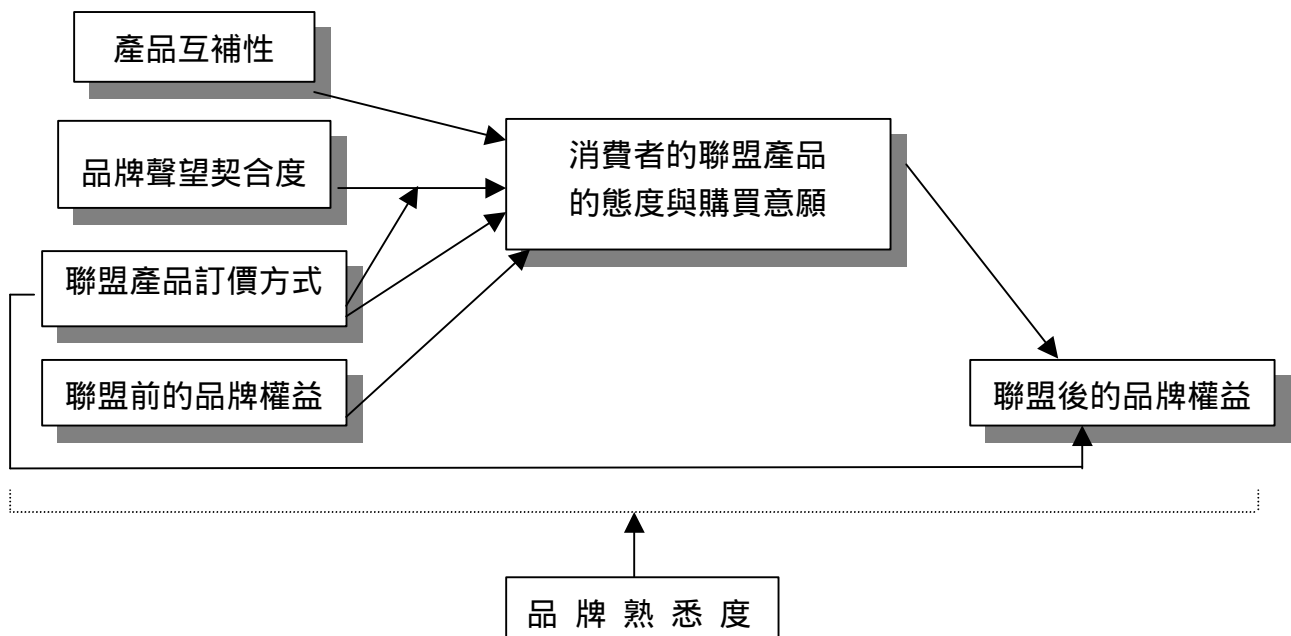 產品互補性
品牌聲望契合度
消費者的聯盟產品
的態度與購買意願
聯盟產品訂價方式
聯盟前的品牌權益
聯盟後的品牌權益
品 牌 熟 悉 度